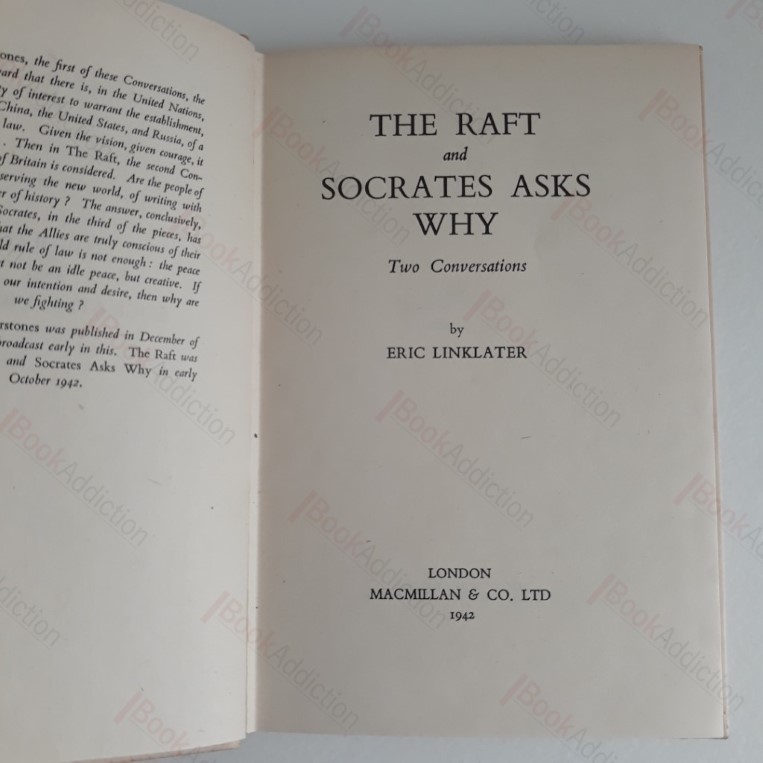 ones, the first of these Conversations, the
ard that there is, in the United Nations,
y of interest to warrant the establishment,
China, the United States, and Russia, of a
law. Given the vision, given courage, it
. Then in The Raft, the second Con-
of Britain is considered. Are the people of
serving the new world, of writing with
er of history ? The answer, conclusively,
Socrates, in the third of the pieces, has
hat the Allies are truly conscious of their
ld rule of law is not enough : the peace
t not be an idle peace, but creative. If
our intention and desire, then why are
we fighting ?
rstones was published in December of
broadcast early in this. The Raft was
and Socrates Asks Why in early
October 1942.
THE RAFT
and
SOCRATES ASKS
WHY
Two Conversations
by
ERIC LINKLATER
LONDON
MACMILLAN & CO. LTD
1942
BookAddiction